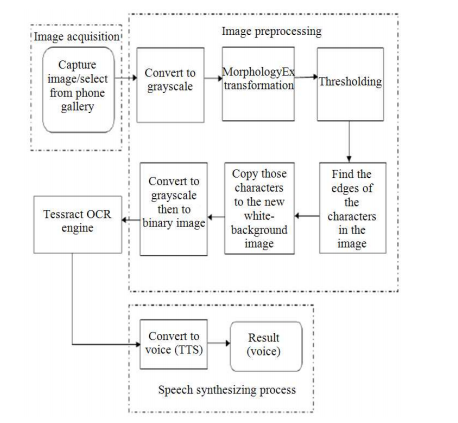 Image preprocessing
Image acquisition
Capture
image/select
from phone
gallery
Convert to
grayscale
MorphologyEx
transformation
Thresholding
Find the
edges of
the
characters
in the
image
Copy those
characters
to the new
white-
background
image
Convert to
grayscale
then to
binary image
Tessract OCR
engine
Convert to
voice (TTS)
Result
(voice)
Speech synthesizing process